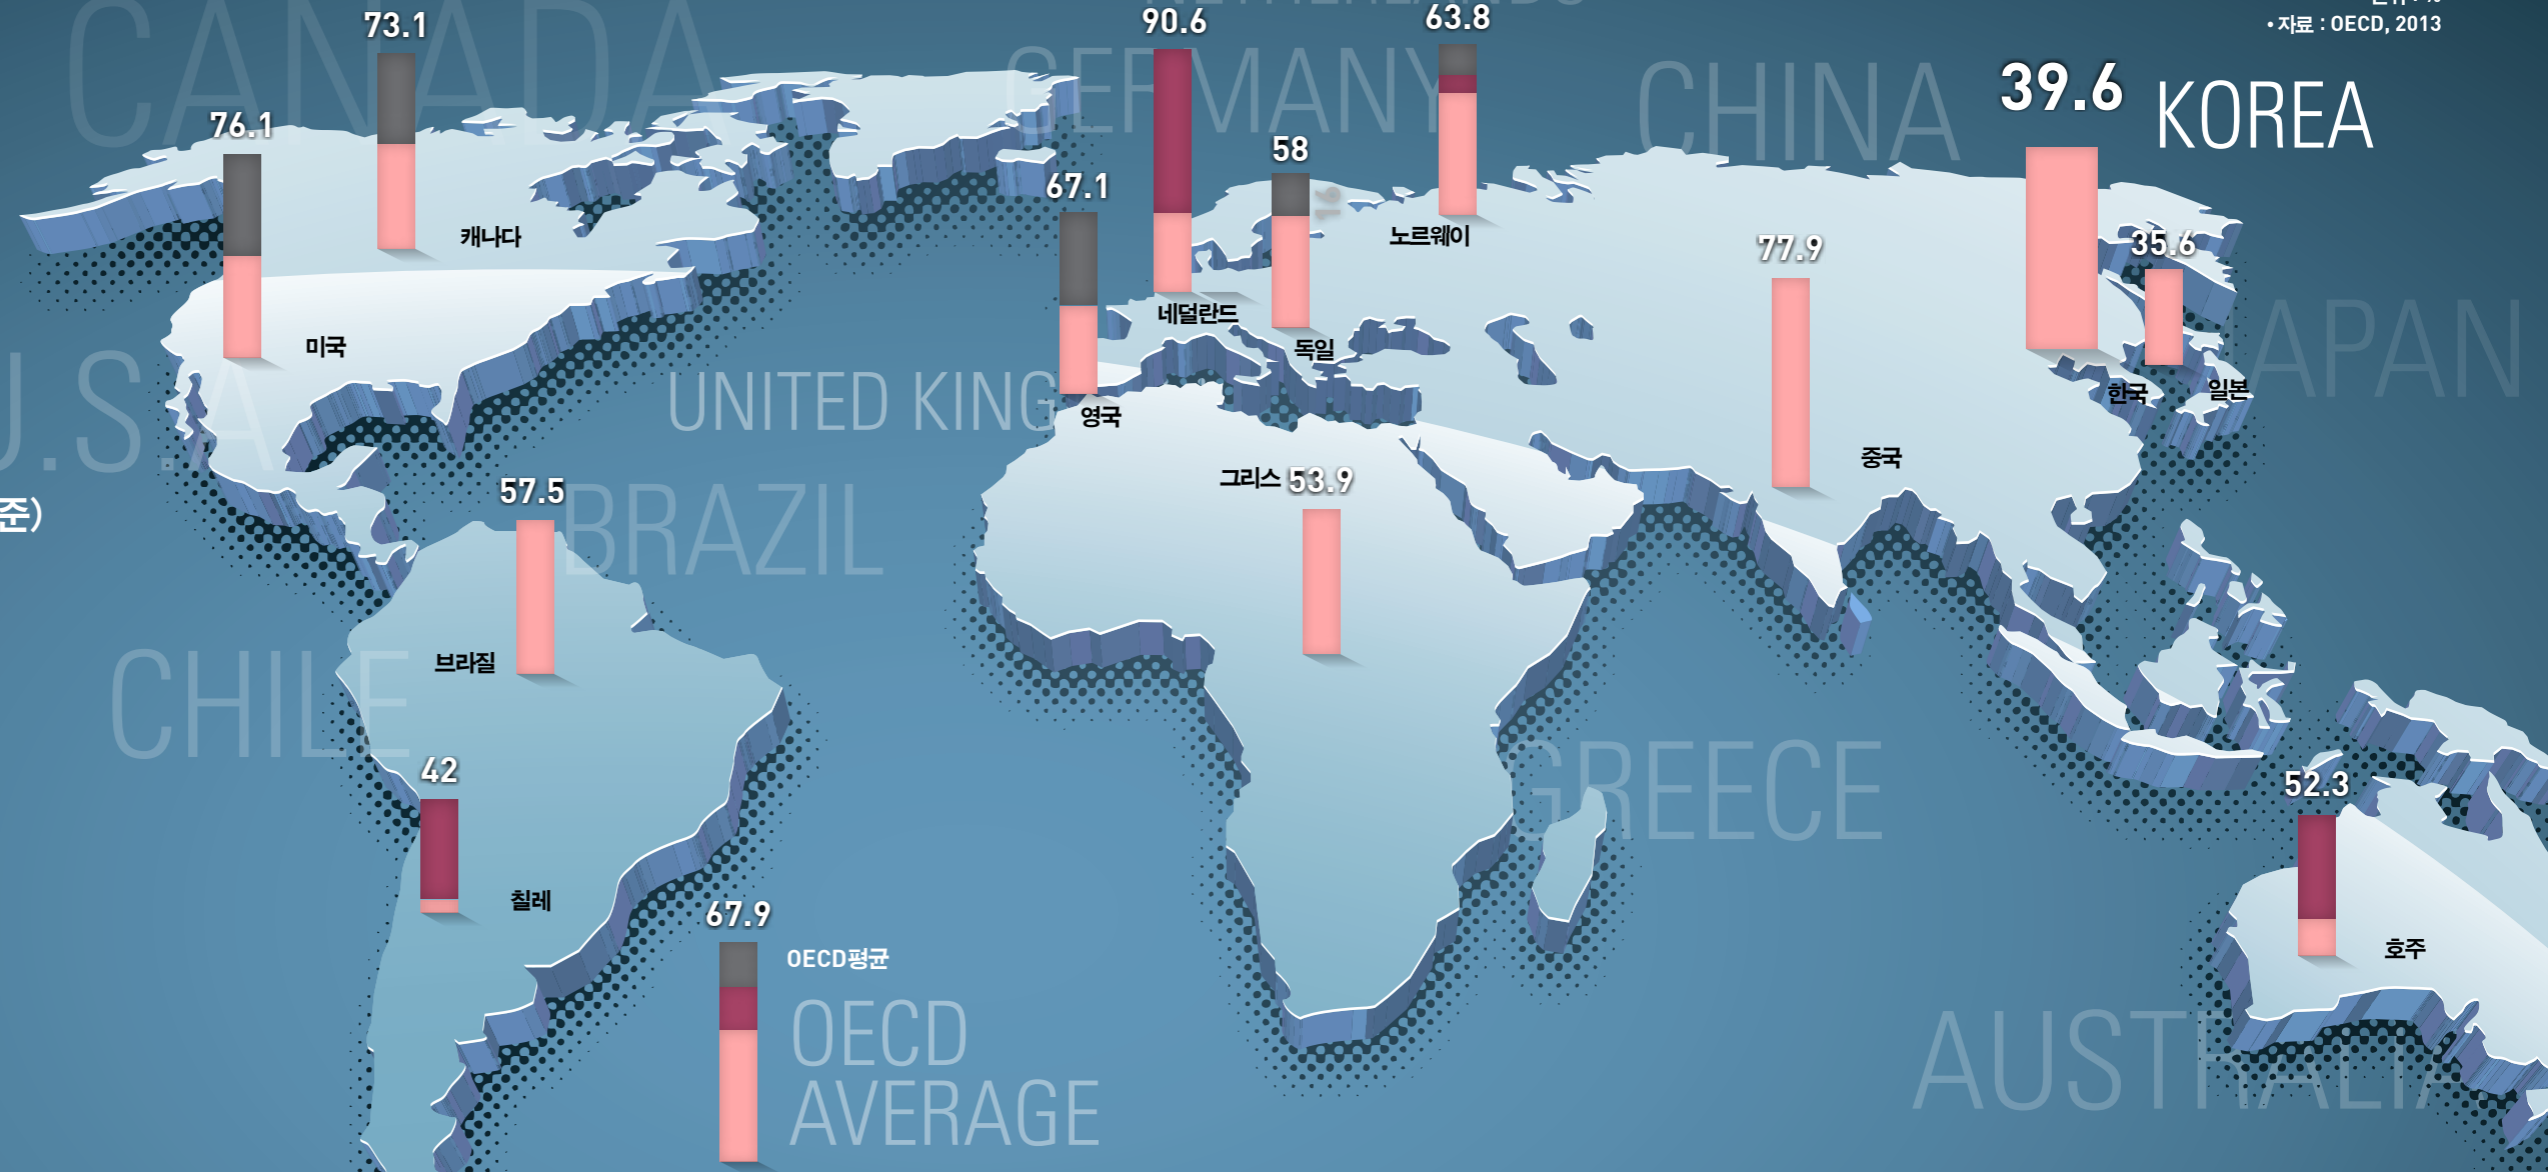 • 자료 : OECD, 2013
CANADA
73.1
76.1
캐나다
미국
U.S.A
준)
UNITED KING
90.6
GERMANY
63.8
58
16
67.1
노르웨이
네덜란드
독일
영국
CHINA
39.6 KOREA
77.9
35.6
JAPAN
한국
일본
중국
57.5
BRAZIL
그리스 53.9
브라질
CHILE
42
칠레
67.9
OECD평균
OECD
AVERAGE
GREECE
52.3
호주
AUSTRALIA